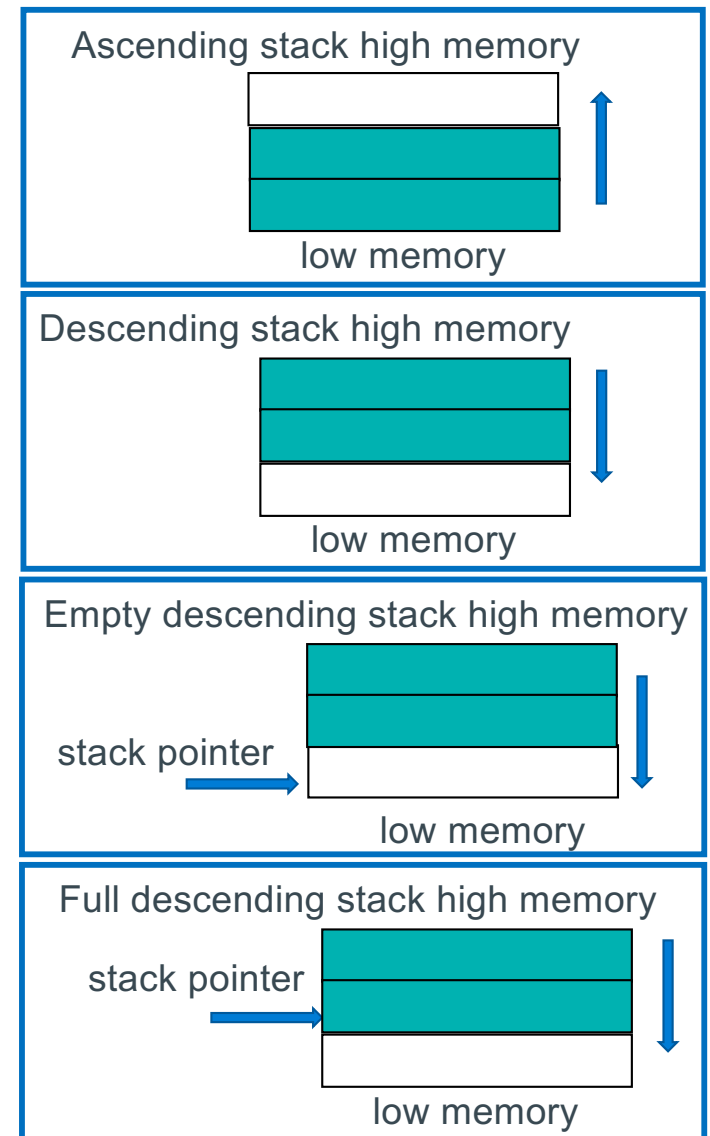 Ascending stack high memory
low memory
Descending stack high memory
low memory
Empty descending stack high memory
stack pointer
low memory
Full descending stack high memory
stack pointer
low memory